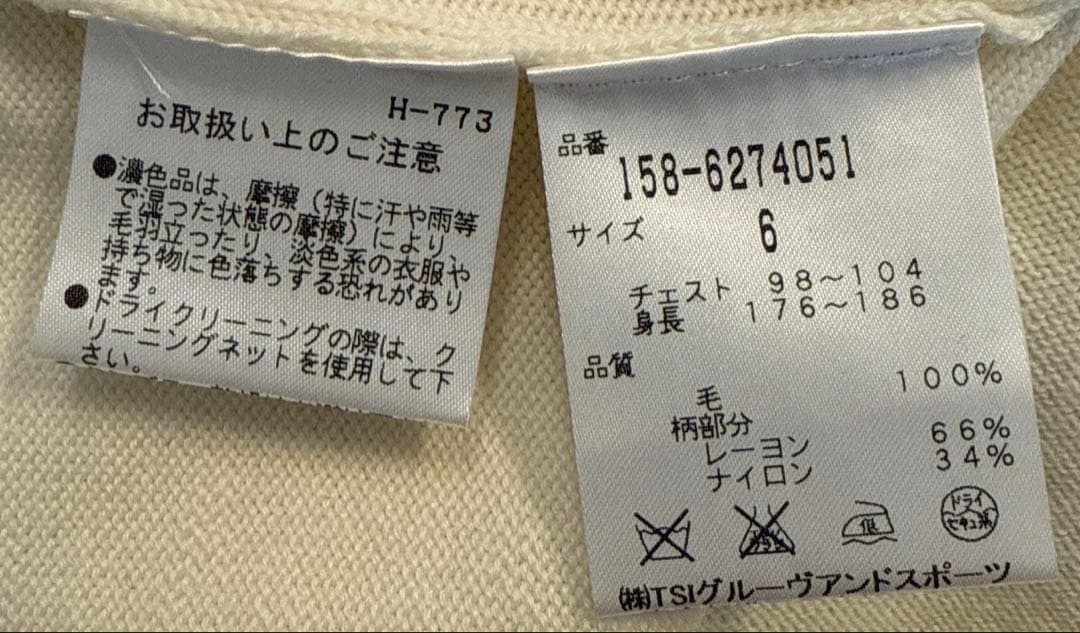 H-773
お取扱い上のご注意
●濃色品は、摩擦（特に汗や雨等
で湿った状態の摩擦）により、
毛羽立ったり、淡色系の衣服や
持ち物に色落ちする恐れがあり
ます。
●ドライクリーニングの際は、ク
リーニングネットを使用して下
さい。
品番
158-6274051
サイズ 6
チェスト 98～104
身長 176～186
品質
毛 100%
柄部分
レーヨン 66%
ナイロン 34%
エンソサラシ
低
ドライ
セキユ系
㈱TSIグルーヴアンドスポーツ